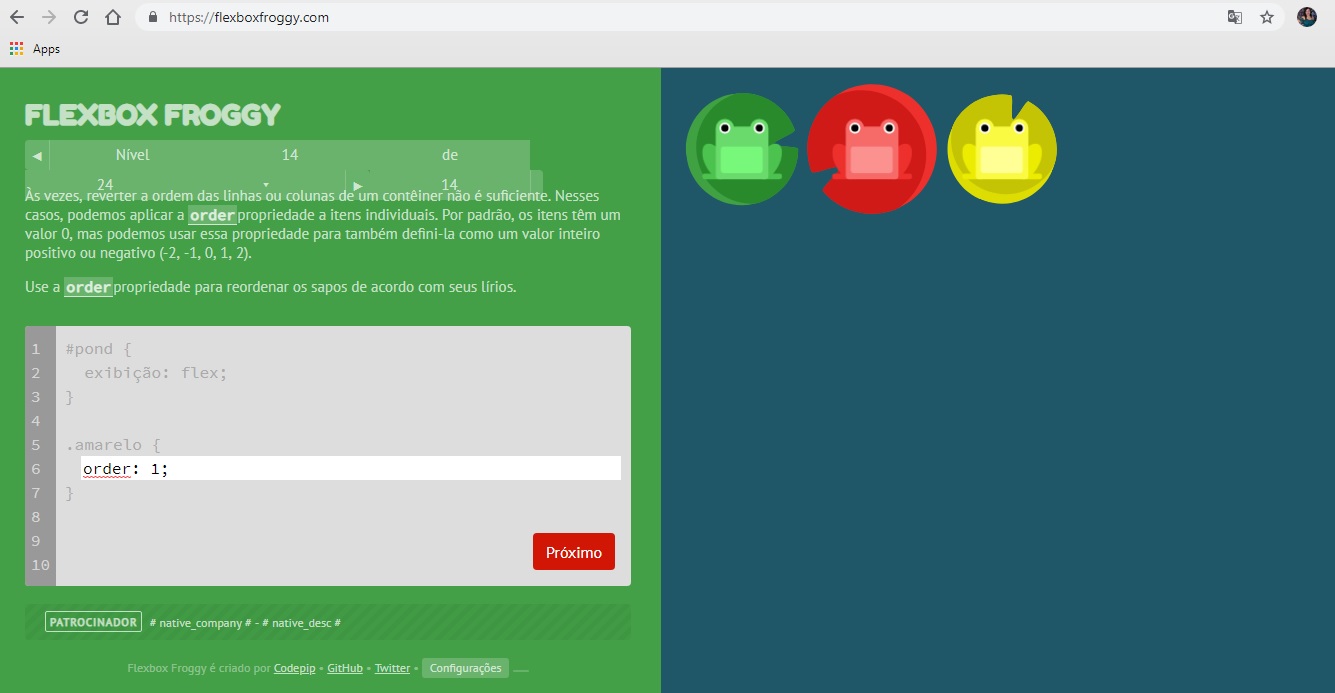 https://flexboxfroggy.com
Apps
FLEXBOX FROGGY
◀ Nível 14 de
24 ▾ ▶ 14
Às vezes, reverter a ordem das linhas ou colunas de um contêiner não é suficiente. Nesses
casos, podemos aplicar a order propriedade a itens individuais. Por padrão, os itens têm um
valor 0, mas podemos usar essa propriedade para também defini-la como um valor inteiro
positivo ou negativo (-2, -1, 0, 1, 2).
Use a order propriedade para reordenar os sapos de acordo com seus lírios.
1 #pond {
2 exibição: flex;
3 }
4
5 .amarelo {
6 order: 1;
7 }
8
9
10
Próximo
PATROCINADOR # native_company # - # native_desc #
Flexbox Froggy é criado por Codepip • GitHub • Twitter • Configurações